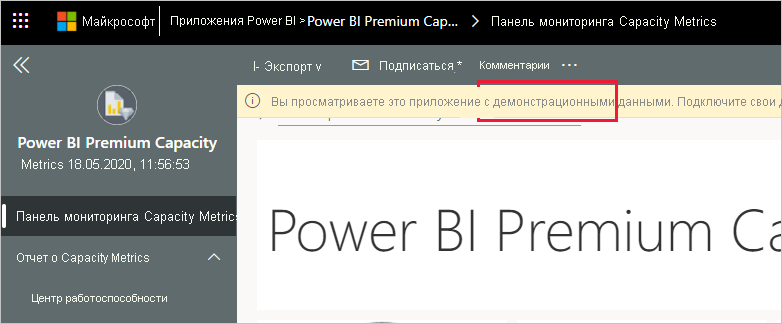 Майкрософт Приложения Power BI > Power BI Premium Cap... > Панель мониторинга Capacity Metrics
⊢ Экспорт v Подписаться * Комментарии ...
Вы просматриваете это приложение с демонстрационными данными. Подключите свои д
Power BI Premium Capacity
Metrics 18.05.2020, 11:56:53
Панель мониторинга Capacity Metrics
Отчет о Capacity Metrics
Центр работоспособности
Power BI Premium Ca